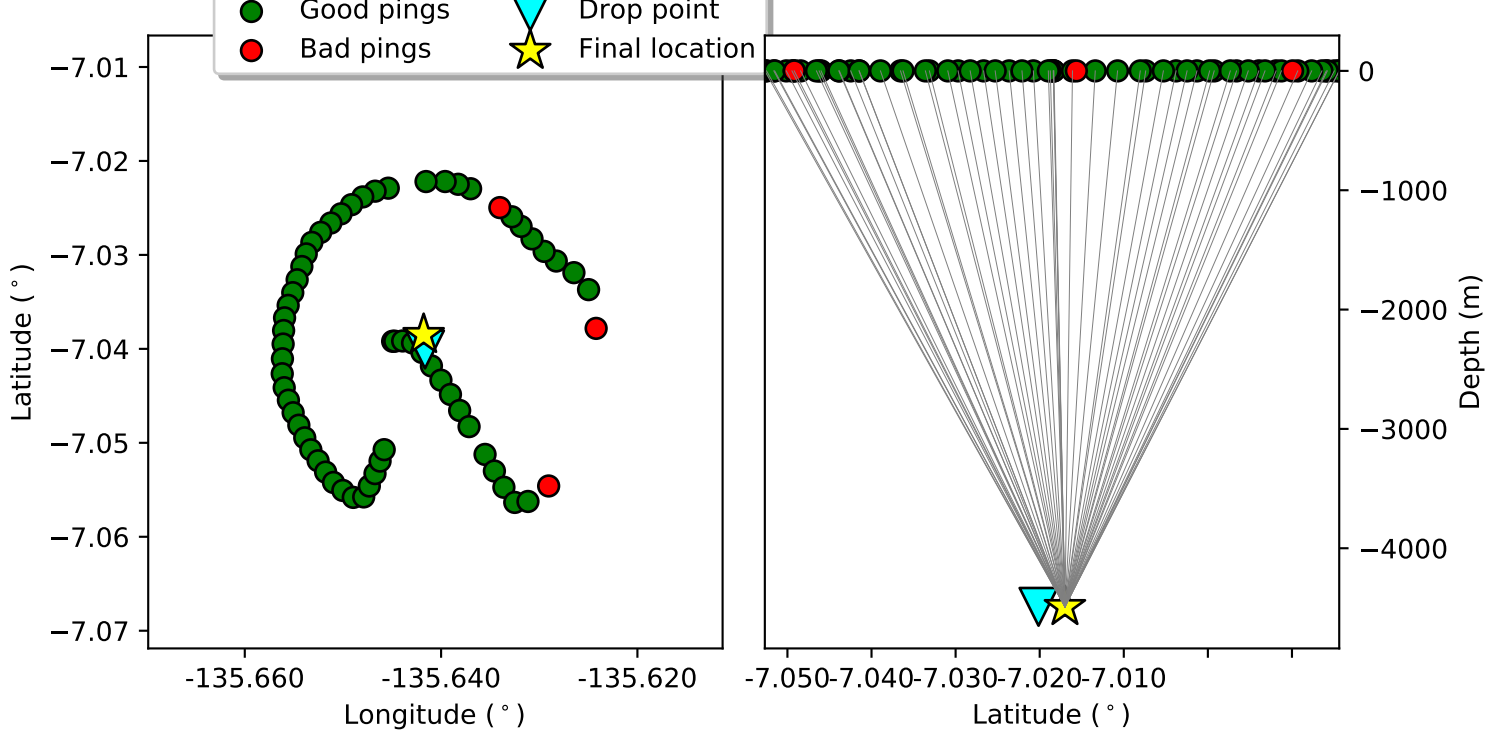 Good pings
Drop point
Bad pings
Final location
−7.01
−7.02
−7.03
−7.04
−7.05
−7.06
−7.07
Latitude (°)
-135.660
-135.640
-135.620
Longitude (°)
0
−1000
−2000
−3000
−4000
Depth (m)
-7.050
-7.040
-7.030
-7.020
-7.010
Latitude (°)